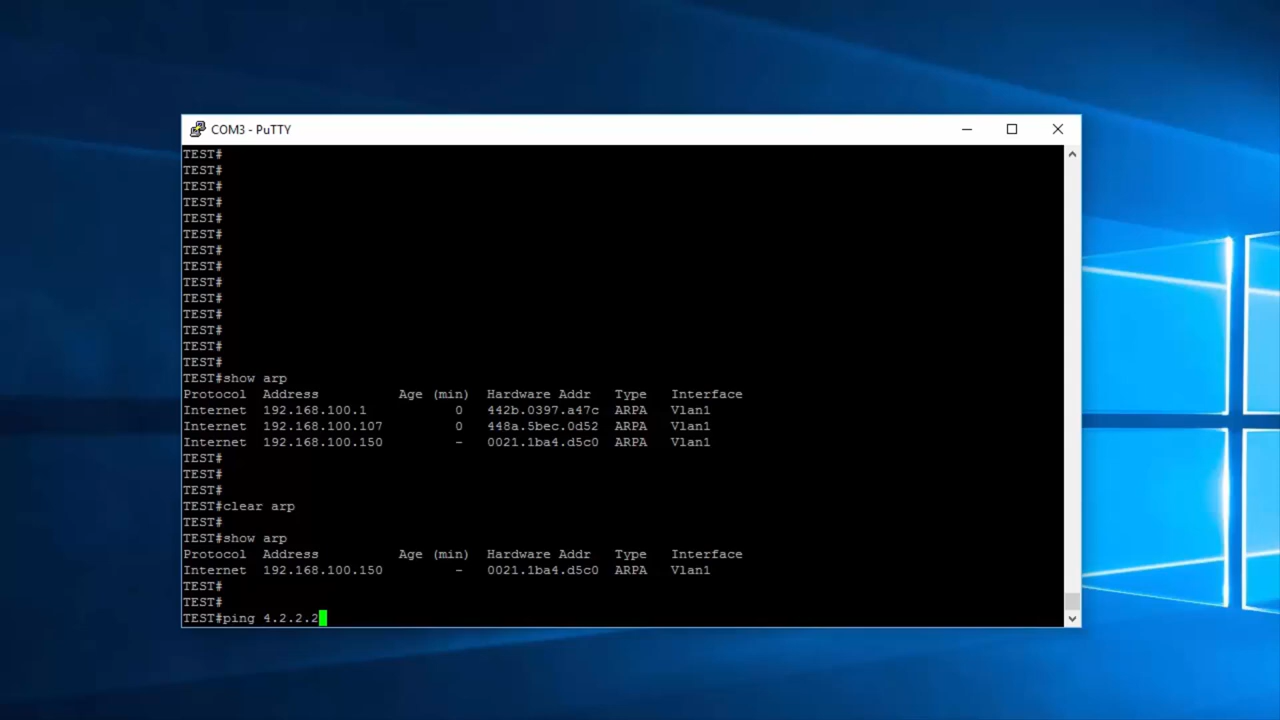 COM3 - PuTTY
TEST#
TEST#
TEST#
TEST#
TEST#
TEST#
TEST#
TEST#
TEST#
TEST#
TEST#
TEST#
TEST#
TEST#
TEST#show arp
Protocol  Address          Age (min)  Hardware Addr   Type   Interface
Internet  192.168.100.1           0   442b.0397.a47c  ARPA   Vlan1
Internet  192.168.100.107         0   448a.5bec.0d52  ARPA   Vlan1
Internet  192.168.100.150         -   0021.1ba4.d5c0  ARPA   Vlan1
TEST#
TEST#
TEST#
TEST#clear arp
TEST#
TEST#show arp
Protocol  Address          Age (min)  Hardware Addr   Type   Interface
Internet  192.168.100.150         -   0021.1ba4.d5c0  ARPA   Vlan1
TEST#
TEST#
TEST#ping 4.2.2.2